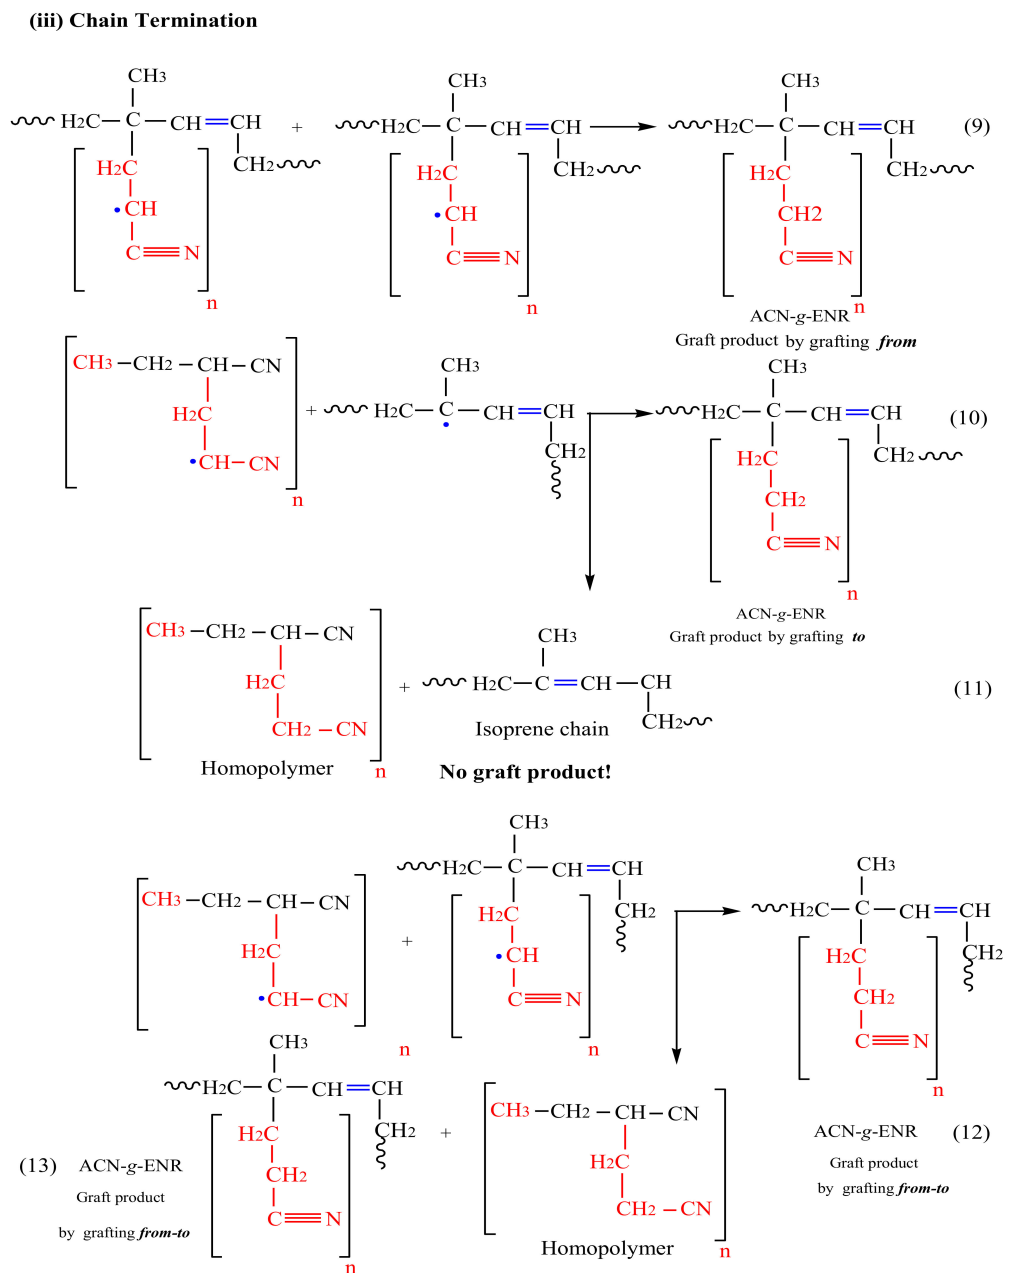 (iii) Chain Termination
CH3 CH3 CH3
H2C C CH CH + H2C C CH CH H2C C CH CH (9)
CH2 CH2 CH2
H2C H2C H2C
•CH •CH CH2
C N C N C N
n n n
ACN-g-ENR
Graft product by grafting from
CH3 CH2 CH CN CH3 CH3
H2C + H2C C CH CH H2C C CH CH (10)
• CH2 CH2
•CH CN H2C
n CH2
C N
n
ACN-g-ENR
Graft product by grafting to
CH3 CH2 CH CN CH3
H2C + H2C C CH CH (11)
CH2 CN CH2
Isoprene chain
Homopolymer n No graft product!
CH3
H2C C CH CH CH3
CH3 CH2 CH CN CH2 H2C C CH CH
H2C + H2C CH2
•CH CN •CH H2C
C N CH2
n n C N
n
CH3
H2C C CH CH CH3 CH2 CH CN
H2C CH2 + H2C ACN-g-ENR (12)
(13) ACN-g-ENR CH2 Graft product
Graft product CH2 CN by grafting from-to
by grafting from-to C N Homopolymer n
n